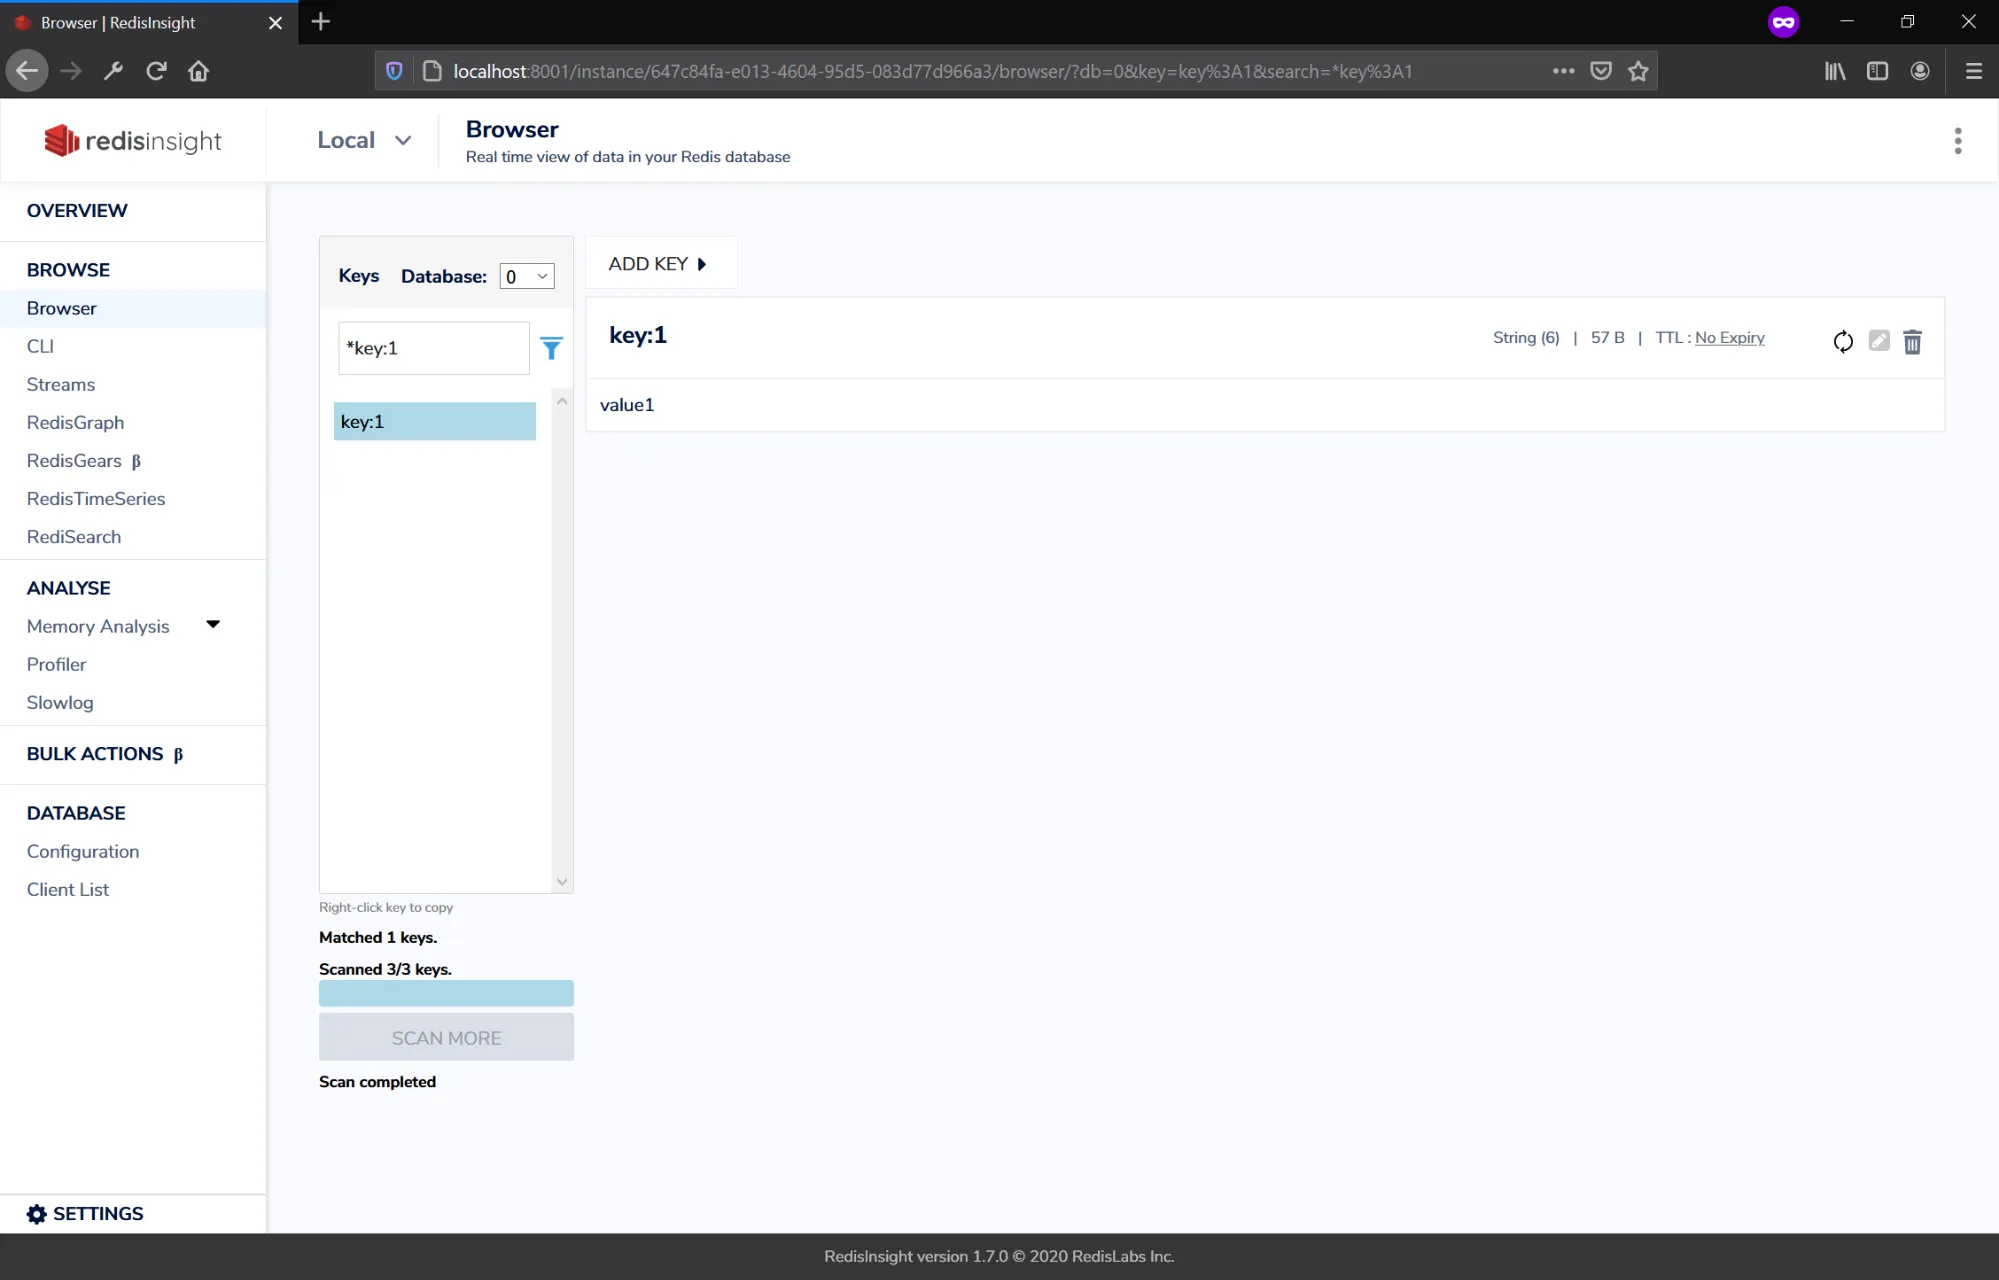 Browser | RedisInsight
localhost:8001/instance/647c84fa-e013-4604-95d5-083d77d966a3/browser/?db=0&key=key%3A1&search=*key%3A1
redisinsight
Local
Browser
Real time view of data in your Redis database
OVERVIEW
BROWSE
Browser
CLI
Streams
RedisGraph
RedisGears β
RedisTimeSeries
RediSearch
ANALYSE
Memory Analysis
Profiler
Slowlog
BULK ACTIONS β
DATABASE
Configuration
Client List
SETTINGS
Keys Database: 0
*key:1
key:1
Right-click key to copy
Matched 1 keys.
Scanned 3/3 keys.
SCAN MORE
Scan completed
ADD KEY
key:1
String (6) | 57 B | TTL : No Expiry
value1
RedisInsight version 1.7.0 © 2020 RedisLabs Inc.